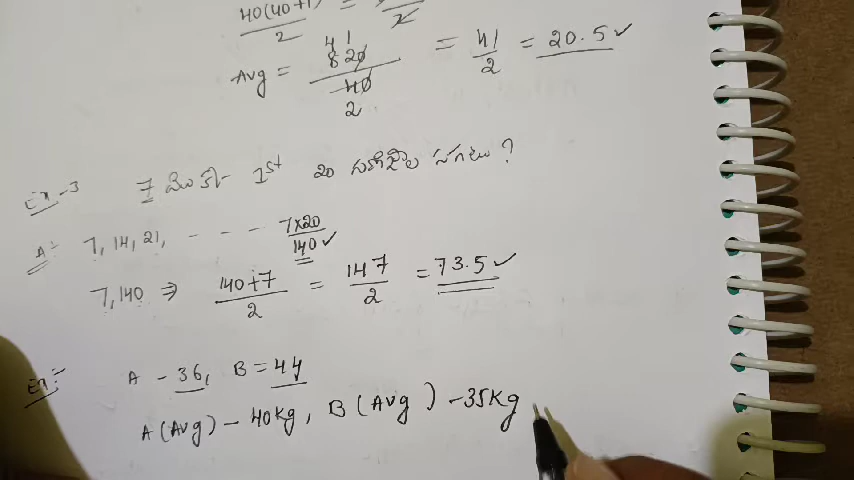 40(40+1)/2 =
Avg = 820/40 = 41/2 = 20.5 ✓
4 1
2
Ex-3 7 1st 20 ?
A:- 7, 14, 21, - - - - 7x20
140 ✓
7,140 ⇒ 140+7/2 = 147/2 = 73.5 ✓
Ex:- A - 36, B = 44
A (Avg) - 40kg, B (Avg) - 35kg